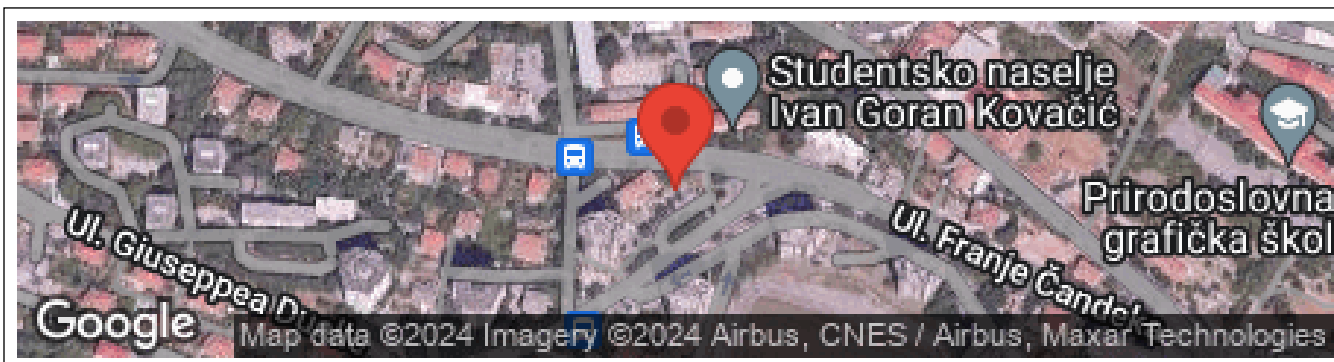 Studentsko naselje
Ivan Goran Kovačić
Prirodoslovna
grafička škol
Ul. Giuseppea
Ul. Franje
Google
Map data ©2024 Imagery ©2024 Airbus, CNES / Airbus, Maxar Technologies